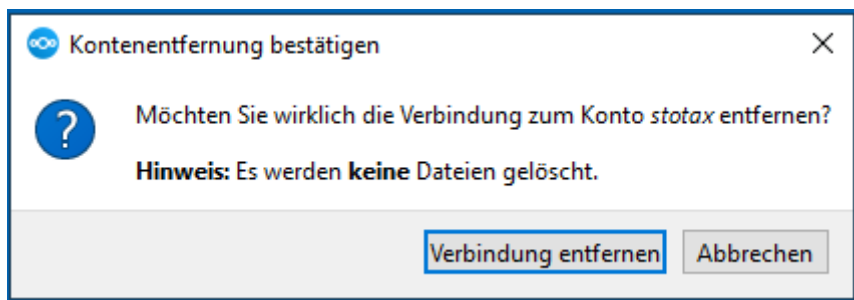 Kontenentfernung bestätigen
Möchten Sie wirklich die Verbindung zum Konto stotax entfernen?
Hinweis: Es werden keine Dateien gelöscht.
Verbindung entfernen Abbrechen